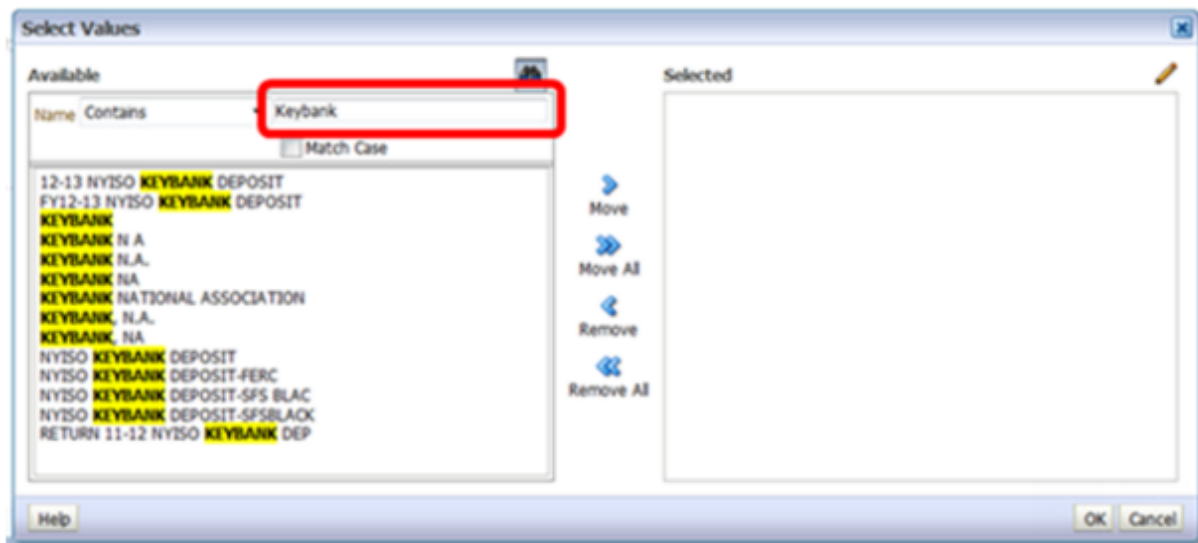 Select Values
Available
Selected
Name Contains Keybank
Match Case
12-13 NYISO KEYBANK DEPOSIT
FY12-13 NYISO KEYBANK DEPOSIT
KEYBANK
KEYBANK N A
KEYBANK N.A.
KEYBANK NA
KEYBANK NATIONAL ASSOCIATION
KEYBANK, N.A.
KEYBANK, NA
NYISO KEYBANK DEPOSIT
NYISO KEYBANK DEPOSIT-FERC
NYISO KEYBANK DEPOSIT-SFS BLAC
NYISO KEYBANK DEPOSIT-SFSBLACK
RETURN 11-12 NYISO KEYBANK DEP
Move
Move All
Remove
Remove All
Help
OK Cancel